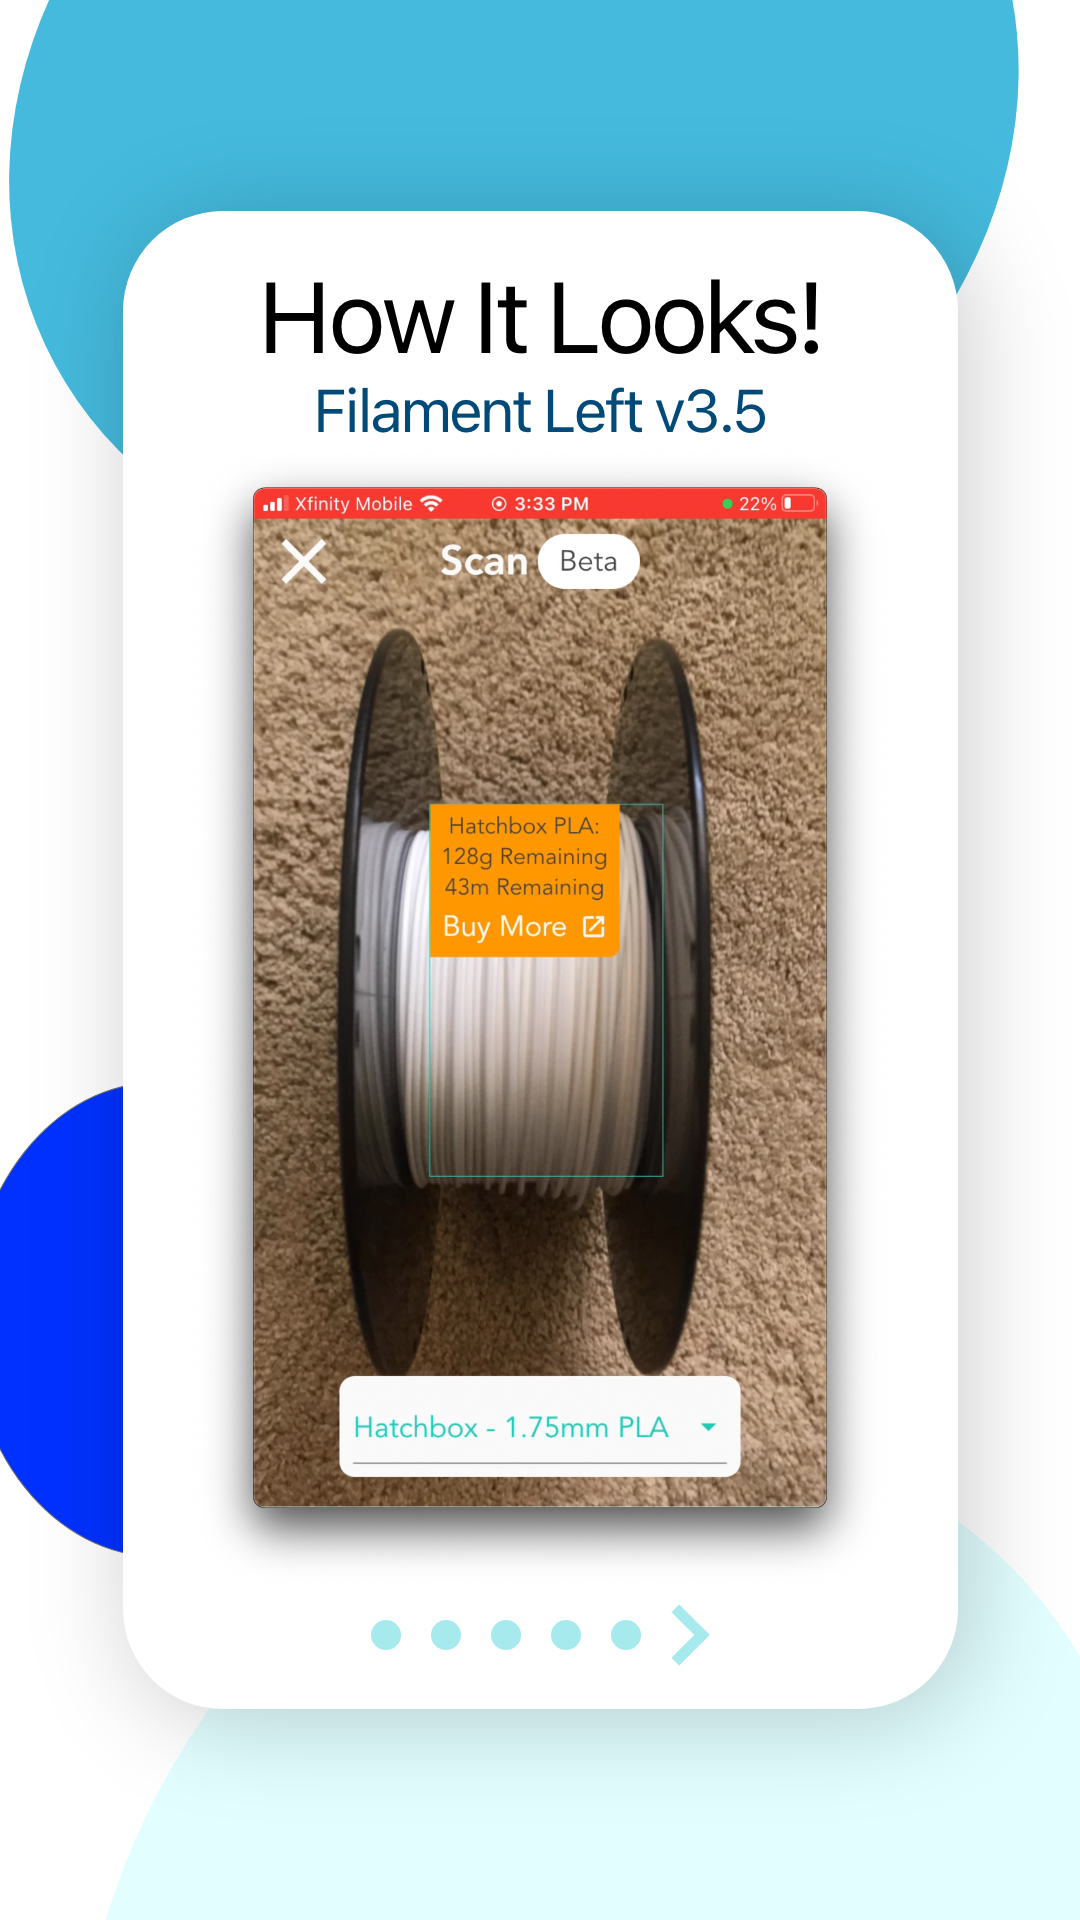 How It Looks!
Filament Left v3.5
Xfinity Mobile 3:33 PM 22%
Scan Beta
Hatchbox PLA:
128g Remaining
43m Remaining
Buy More
Hatchbox - 1.75mm PLA